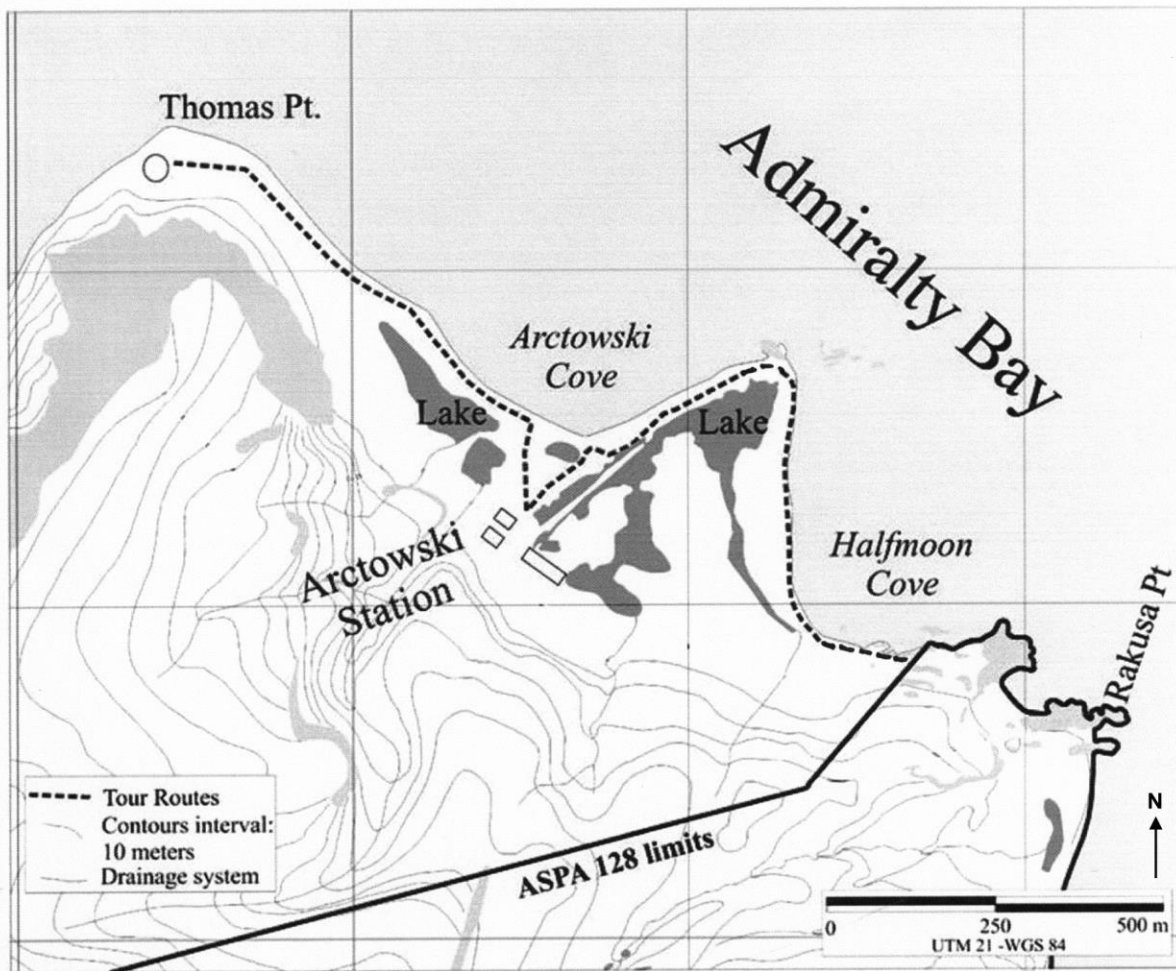 Thomas Pt.
Admiralty Bay
Arctowski
Cove
Lake
Lake
Arctowski
Station
Halfmoon
Cove
Rakusa Pt
Tour Routes
Contours interval:
10 meters
Drainage system
ASPA 128 limits
N
0
250
500 m
UTM 21 -WGS 84